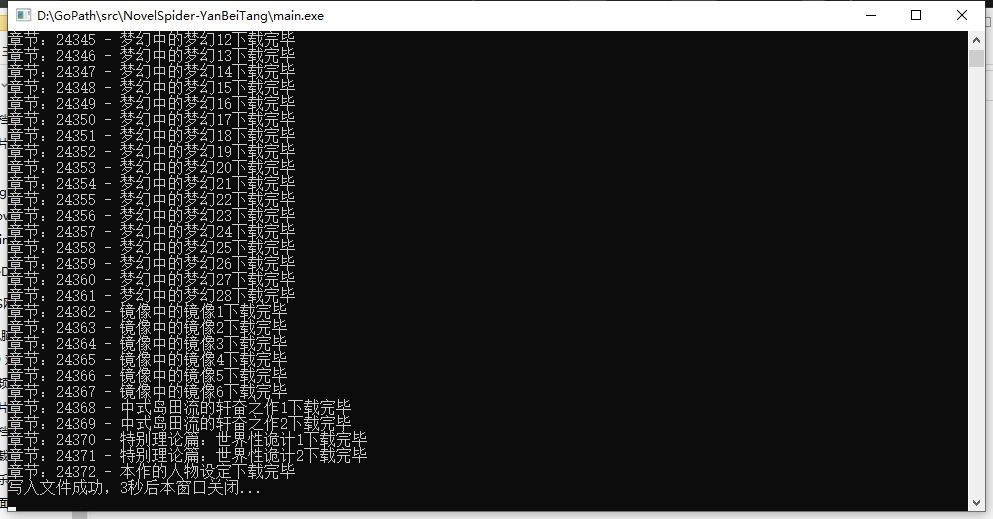 D:\GoPath\src\NovelSpider-YanBeiTang\main.exe
章节：24345 - 梦幻中的梦幻12下载完毕
章节：24346 - 梦幻中的梦幻13下载完毕
章节：24347 - 梦幻中的梦幻14下载完毕
章节：24348 - 梦幻中的梦幻15下载完毕
章节：24349 - 梦幻中的梦幻16下载完毕
章节：24350 - 梦幻中的梦幻17下载完毕
章节：24351 - 梦幻中的梦幻18下载完毕
章节：24352 - 梦幻中的梦幻19下载完毕
章节：24353 - 梦幻中的梦幻20下载完毕
章节：24354 - 梦幻中的梦幻21下载完毕
章节：24355 - 梦幻中的梦幻22下载完毕
章节：24356 - 梦幻中的梦幻23下载完毕
章节：24357 - 梦幻中的梦幻24下载完毕
章节：24358 - 梦幻中的梦幻25下载完毕
章节：24359 - 梦幻中的梦幻26下载完毕
章节：24360 - 梦幻中的梦幻27下载完毕
章节：24361 - 梦幻中的梦幻28下载完毕
章节：24362 - 镜像中的镜像1下载完毕
章节：24363 - 镜像中的镜像2下载完毕
章节：24364 - 镜像中的镜像3下载完毕
章节：24365 - 镜像中的镜像4下载完毕
章节：24366 - 镜像中的镜像5下载完毕
章节：24367 - 镜像中的镜像6下载完毕
章节：24368 - 中式岛田流的轩奋之作1下载完毕
章节：24369 - 中式岛田流的轩奋之作2下载完毕
章节：24370 - 特别理论篇：世界性诡计1下载完毕
章节：24371 - 特别理论篇：世界性诡计2下载完毕
章节：24372 - 本作的人物设定下载完毕
写入文件成功，3秒后本窗口关闭...